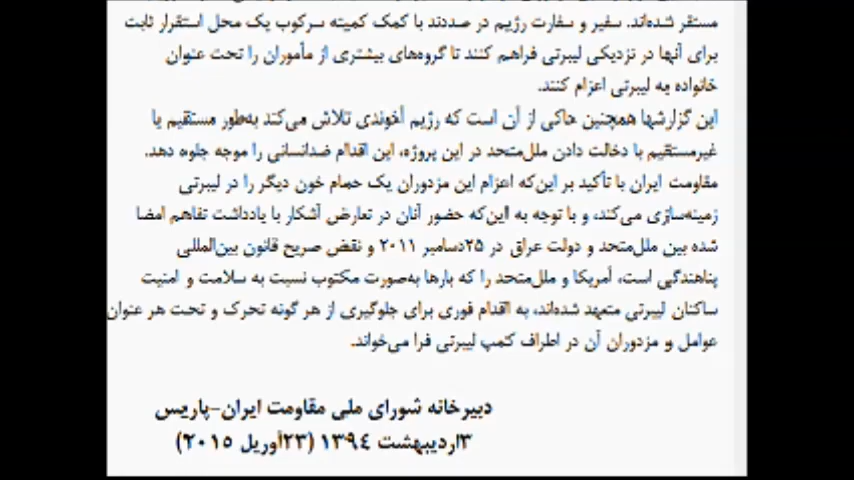 مستقر شده‌اند. سفیر و سفارت رژیم در صددند با کمک کمیته سرکوب یک محل استقرار ثابت
برای آنها در نزدیکی لیبرتی فراهم کنند تا گروه‌های بیشتری از مأموران را تحت عنوان
خانواده به لیبرتی اعزام کنند.
این گزارشها همچنین حاکی از آن است که رژیم آخوندی تلاش می‌کند به‌طور مستقیم یا
غیرمستقیم با دخالت دادن ملل‌متحد در این پروژه، این اقدام ضدانسانی را موجه جلوه دهد.
مقاومت ایران با تأکید بر این‌که اعزام این مزدوران یک حمام خون دیگر را در لیبرتی
زمینه‌سازی می‌کند، و با توجه به این‌که حضور آنان در تعارض آشکار با یادداشت تفاهم امضا
شده بین ملل‌متحد و دولت عراق در ۲۵دسامبر ۲۰۱۱ و نقض صریح قانون بین‌المللی
پناهندگی است، آمریکا و ملل‌متحد را که بارها به‌صورت مکتوب نسبت به سلامت و امنیت
ساکنان لیبرتی متعهد شده‌اند، به اقدام فوری برای جلوگیری از هر گونه تحرک و تحت هر عنوان
عوامل و مزدوران آن در اطراف کمپ لیبرتی فرا می‌خواند.
دبیرخانه شورای ملی مقاومت ایران-پاریس
۳اردیبهشت ۱۳۹۴ (۲۳آوریل ۲۰۱۵)